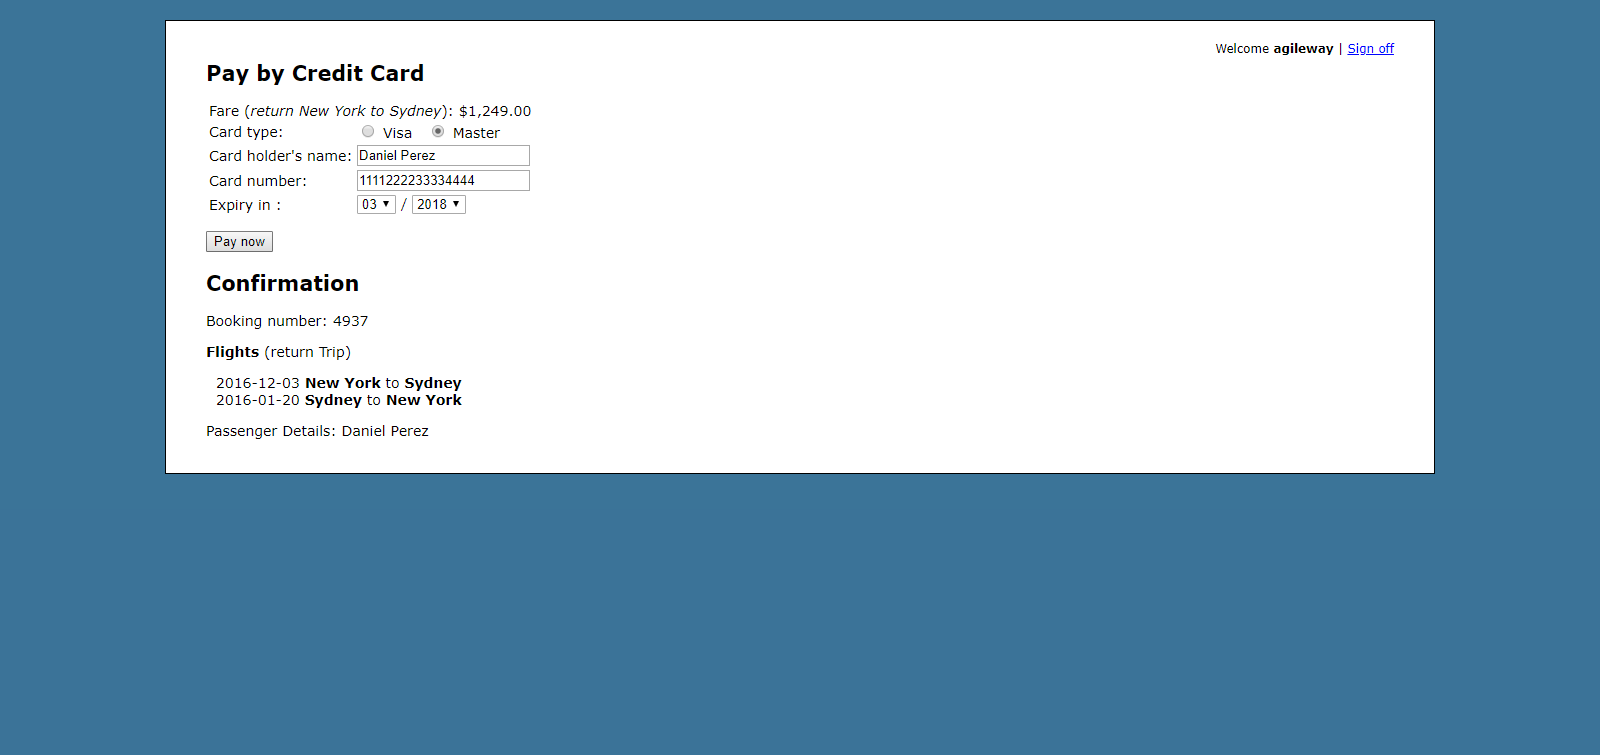 Welcome agileway | Sign off
Pay by Credit Card
Fare (return New York to Sydney): $1,249.00
Card type: Visa Master
Card holder's name: Daniel Perez
Card number: 1111222233334444
Expiry in : 03 / 2018
Pay now
Confirmation
Booking number: 4937
Flights (return Trip)
2016-12-03 New York to Sydney
2016-01-20 Sydney to New York
Passenger Details: Daniel Perez